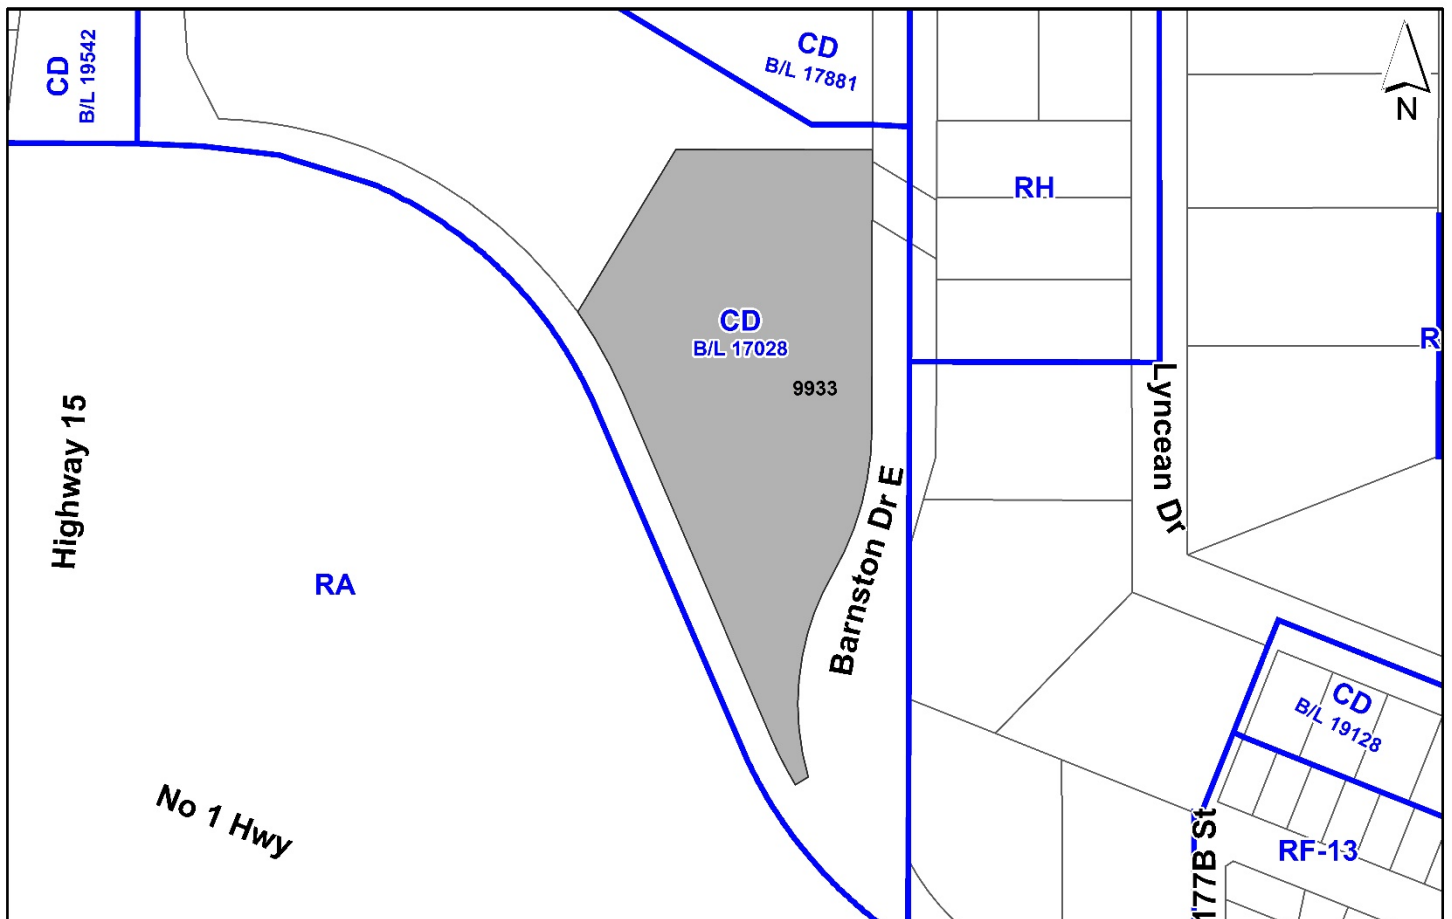 CD
B/L 19542
CD
B/L 17881
N
RH
CD
B/L 17028
R
9933
Highway 15
Lyncean Dr
Barnston Dr E
RA
CD
B/L 19128
No 1 Hwy
177B St
RF-13